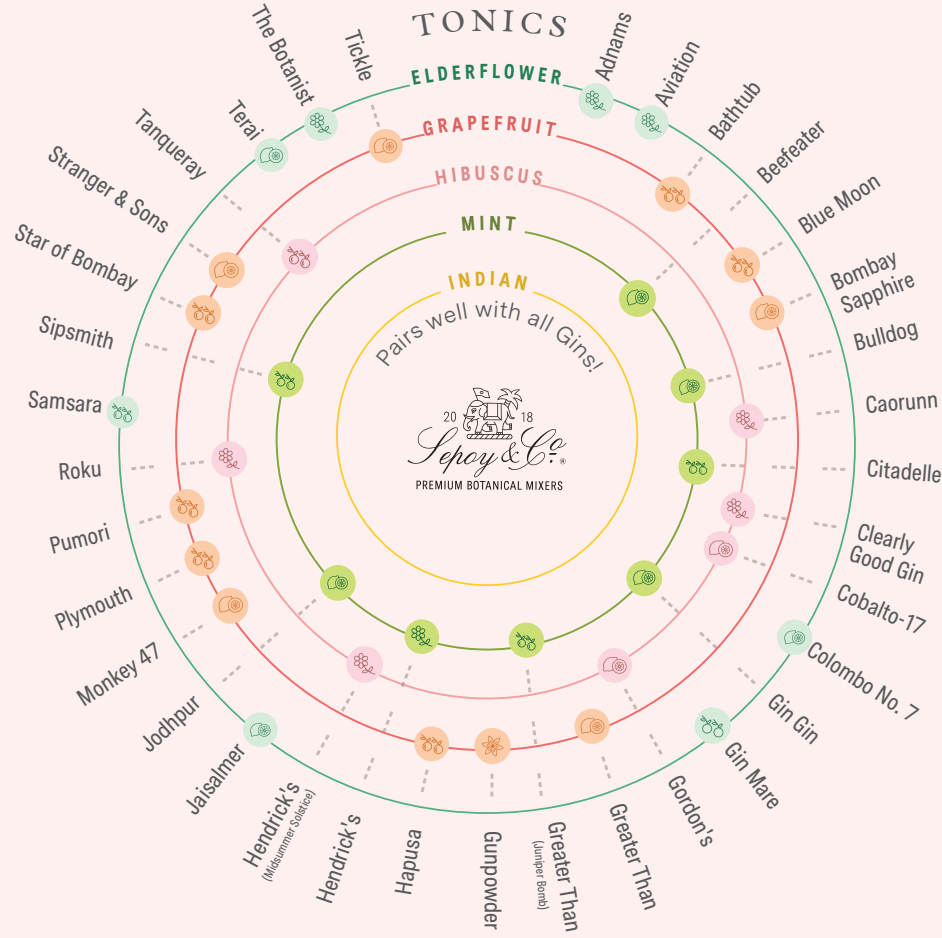 TONICS
ELDERFLOWER
GRAPEFRUIT
HIBUSCUS
MINT
INDIAN
Pairs well with all Gins!
20 18
Sepoy & Co.®
PREMIUM BOTANICAL MIXERS
Adnams
Aviation
Bathtub
Beefeater
Blue Moon
Bombay
Sapphire
Bulldog
Caorunn
Citadelle
Clearly
Good Gin
Cobalto-17
Colombo No. 7
Gin Gin
Gin Mare
Gordon's
Greater Than
Greater Than
(Juniper Bomb)
Gunpowder
Hapusa
Hendrick's
Hendrick's
(Midsummer Solstice)
Jaisalmer
Jodhpur
Monkey 47
Plymouth
Pumori
Roku
Samsara
Sipsmith
Star of Bombay
Stranger & Sons
Tanqueray
Terai
The Botanist
Tickle